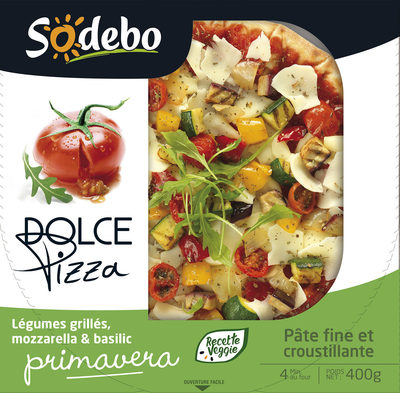 Sodebo
DOLCE
Pizza
Légumes grillés,
mozzarella & basilic
primavera
Recette
Veggie
Pâte fine et
croustillante
4 Min au four
POIDS NET: 400g
OUVERTURE FACILE